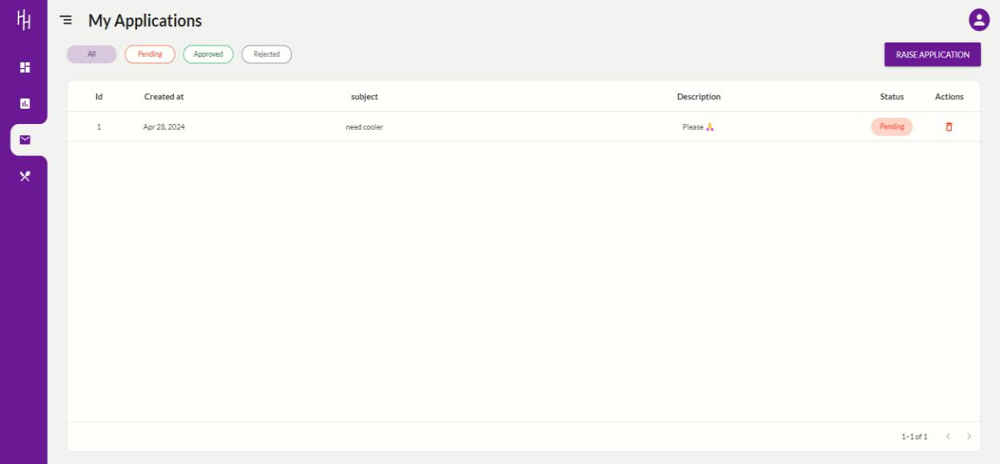 HH
My Applications
All Pending Approved Rejected
RAISE APPLICATION
Id Created at subject Description Status Actions
1 Apr 28, 2024 need cooler Please 🙏 Pending
1–1 of 1